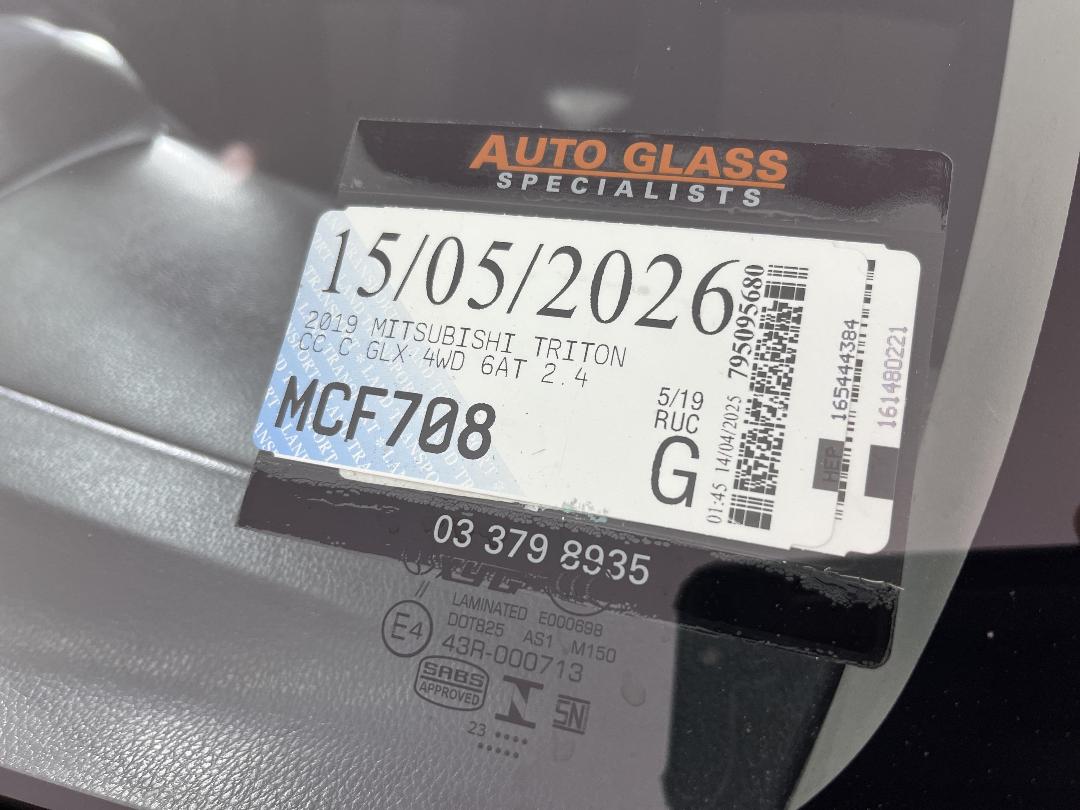 AUTO GLASS
SPECIALISTS
15/05/2026
2019 MITSUBISHI TRITON
CC C GLX 4WD 6AT 2.4
MCF708
5/19
RUC
G
01:45 14/04/2025 795095680
HEP 165444384
161480221
03 379 8935
LAMINATED E000698
DOT825 AS1 M150
E4 43R-000713
SABS
APPROVED
SN
23